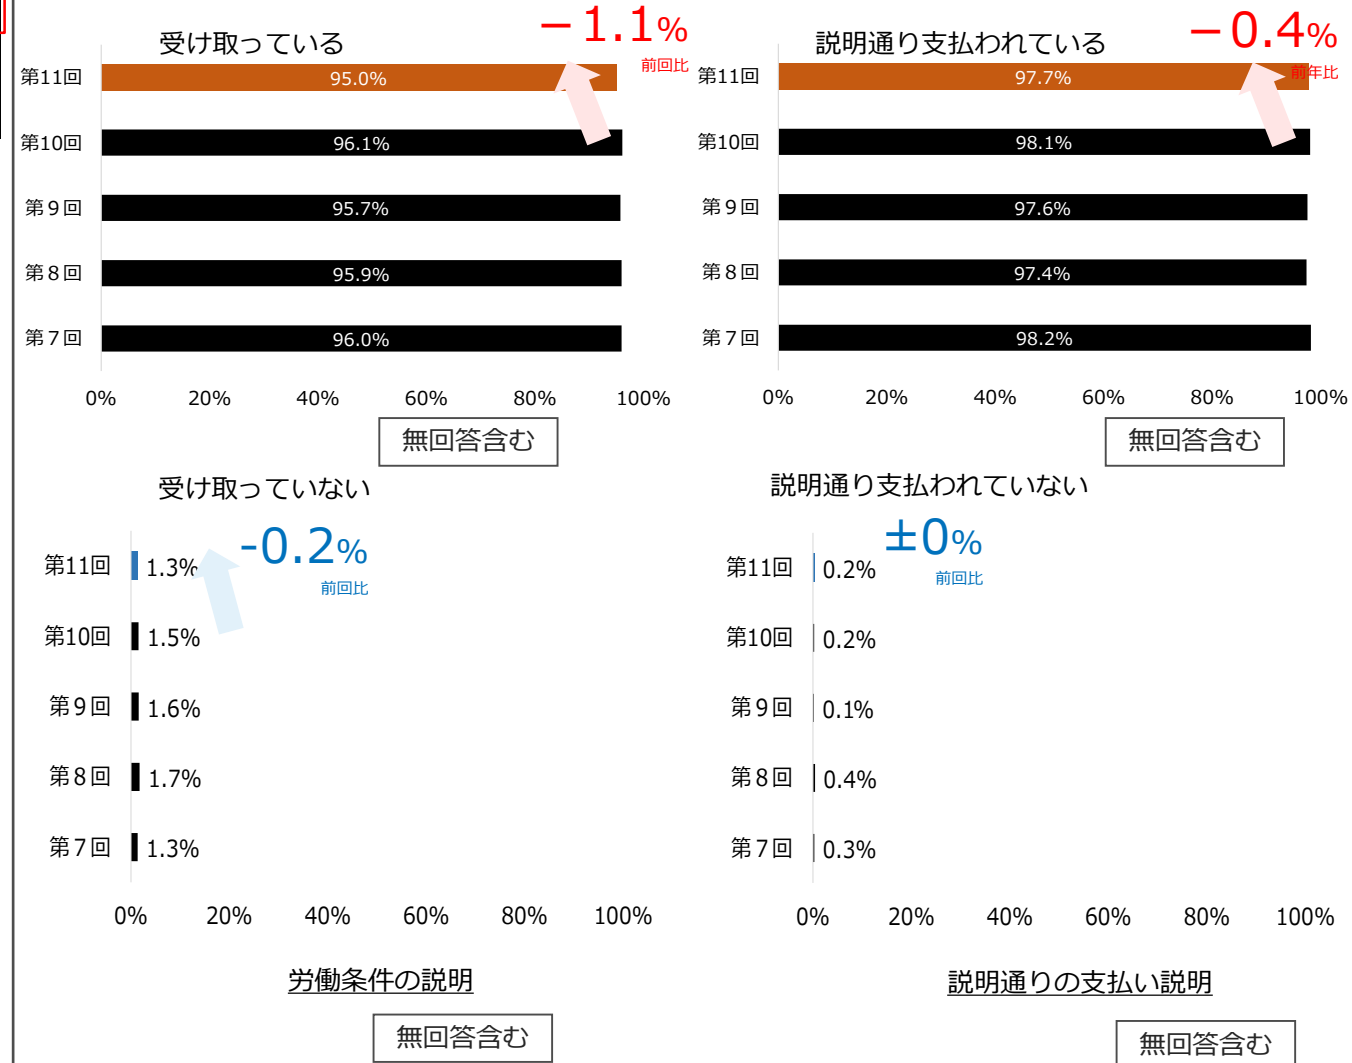 受け取っている
－1.1%
前回比
第11回
95.0%
第10回
96.1%
第９回
95.7%
第８回
95.9%
第７回
96.0%
0% 20% 40% 60% 80% 100%
無回答含む
説明通り支払われている
－0.4%
前年比
第11回
97.7%
第10回
98.1%
第９回
97.6%
第８回
97.4%
第７回
98.2%
0% 20% 40% 60% 80% 100%
無回答含む
受け取っていない
-0.2%
前回比
第11回 1.3%
第10回 1.5%
第９回 1.6%
第８回 1.7%
第７回 1.3%
0% 20% 40% 60% 80% 100%
労働条件の説明
無回答含む
説明通り支払われていない
±0%
前回比
第11回 0.2%
第10回 0.2%
第９回 0.1%
第８回 0.4%
第７回 0.3%
0% 20% 40% 60% 80% 100%
説明通りの支払い説明
無回答含む